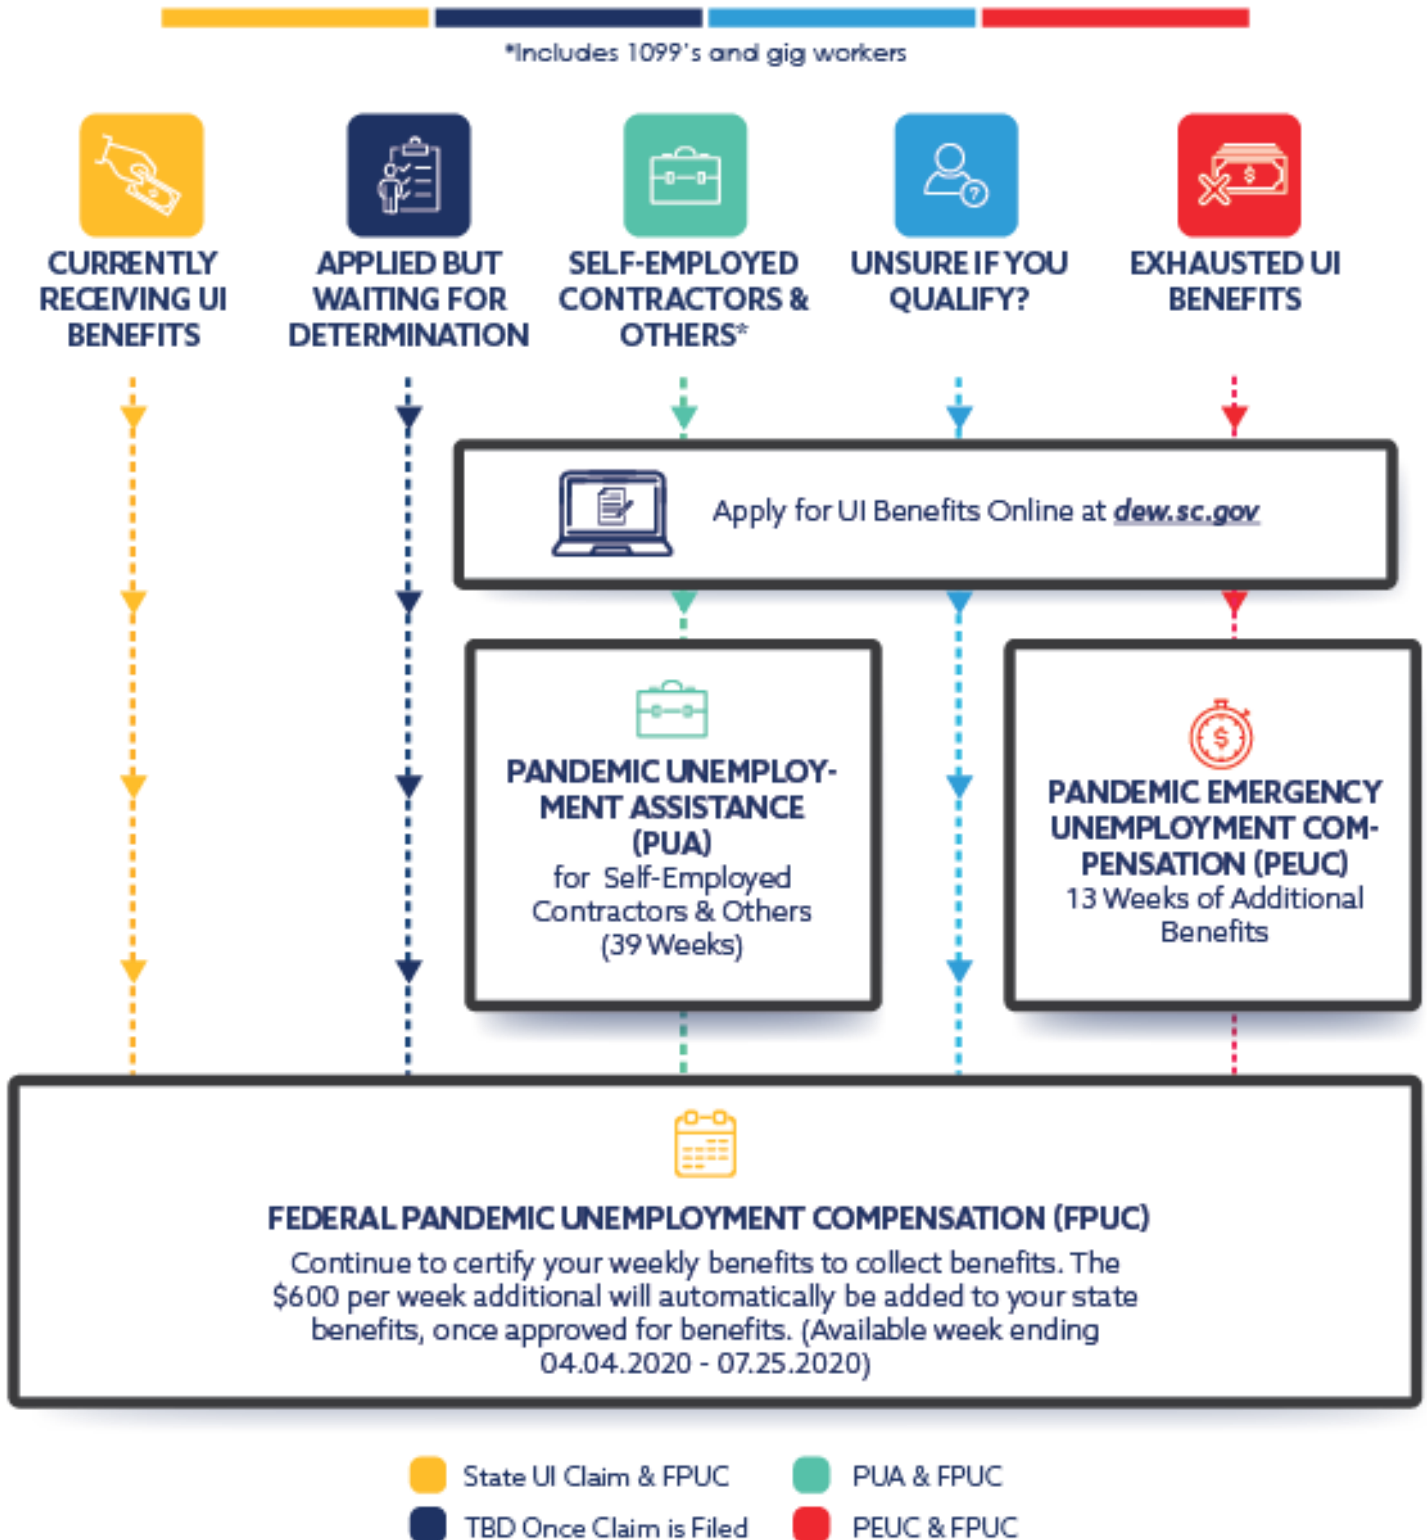 *Includes 1099's and gig workers
CURRENTLY
RECEIVING UI
BENEFITS
APPLIED BUT
WAITING FOR
DETERMINATION
SELF-EMPLOYED
CONTRACTORS &
OTHERS*
UNSURE IF YOU
QUALIFY?
EXHAUSTED UI
BENEFITS
Apply for UI Benefits Online at dew.sc.gov
PANDEMIC UNEMPLOY-
MENT ASSISTANCE
(PUA)
for Self-Employed
Contractors & Others
(39 Weeks)
PANDEMIC EMERGENCY
UNEMPLOYMENT COM-
PENSATION (PEUC)
13 Weeks of Additional
Benefits
FEDERAL PANDEMIC UNEMPLOYMENT COMPENSATION (FPUC)
Continue to certify your weekly benefits to collect benefits. The
$600 per week additional will automatically be added to your state
benefits, once approved for benefits. (Available week ending
04.04.2020 - 07.25.2020)
State UI Claim & FPUC
PUA & FPUC
TBD Once Claim is Filed
PEUC & FPUC